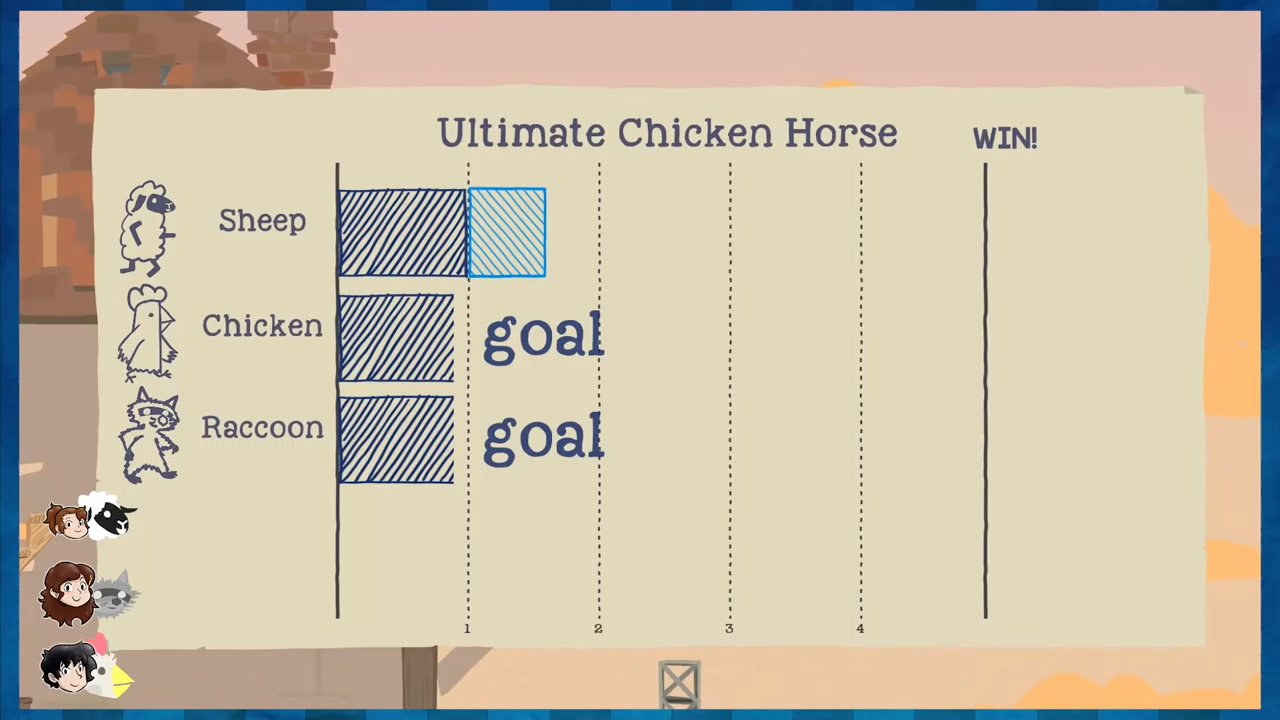 Ultimate Chicken Horse
WIN!
Sheep
Chicken
goal
Raccoon
goal
1 2 3 4